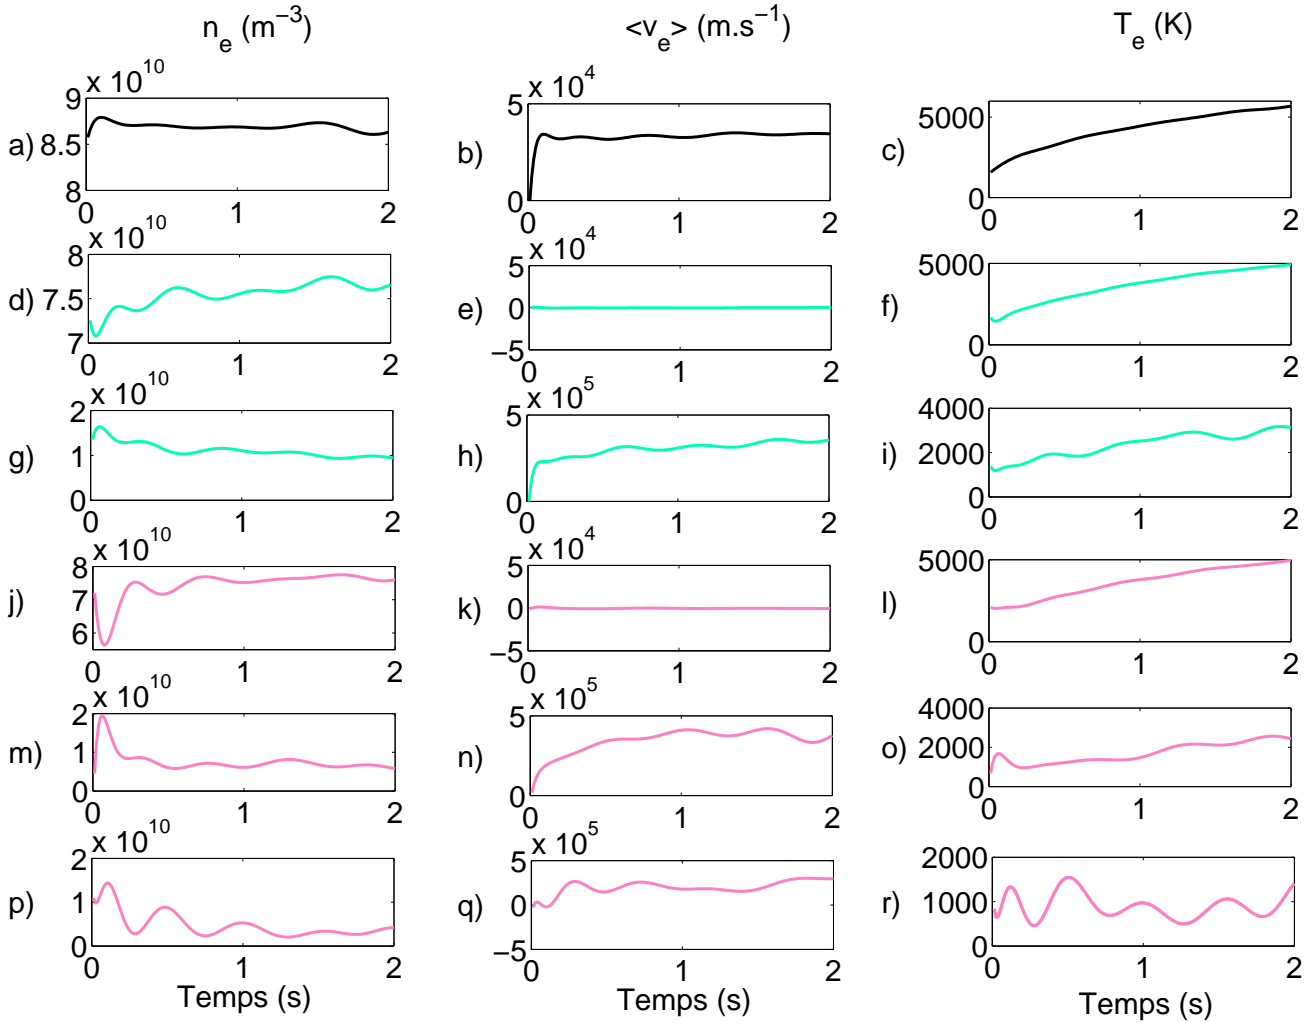 n_e (m^−3)
<v_e> (m.s^−1)
T_e (K)
a)
x 10^10
9
8.5
8
0 1 2
b)
x 10^4
5
0
0 1 2
c)
5000
0
0 1 2
d)
x 10^10
8
7.5
7
0 1 2
e)
x 10^4
5
0
−5
0 1 2
f)
5000
0
0 1 2
g)
x 10^10
2
1
0
0 1 2
h)
x 10^5
5
0
0 1 2
i)
4000
2000
0
0 1 2
j)
x 10^10
8
7
6
0 1 2
k)
x 10^4
5
0
−5
0 1 2
l)
5000
0
0 1 2
m)
x 10^10
2
1
0
0 1 2
n)
x 10^5
5
0
0 1 2
o)
4000
2000
0
0 1 2
p)
x 10^10
2
1
0
0 1 2
Temps (s)
q)
x 10^5
5
0
−5
0 1 2
Temps (s)
r)
2000
1000
0
0 1 2
Temps (s)